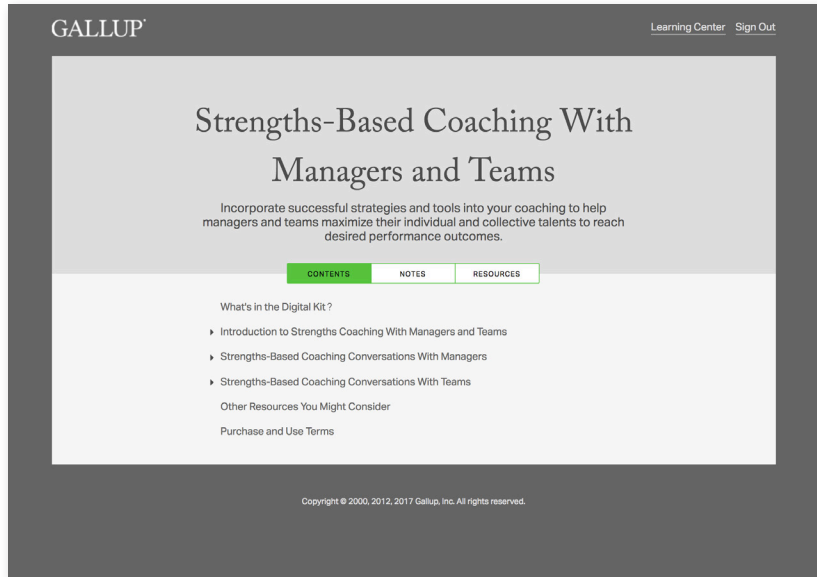 GALLUP®
Learning Center Sign Out
Strengths-Based Coaching With
Managers and Teams
Incorporate successful strategies and tools into your coaching to help
managers and teams maximize their individual and collective talents to reach
desired performance outcomes.
CONTENTS NOTES RESOURCES
What's in the Digital Kit?
Introduction to Strengths Coaching With Managers and Teams
Strengths-Based Coaching Conversations With Managers
Strengths-Based Coaching Conversations With Teams
Other Resources You Might Consider
Purchase and Use Terms
Copyright © 2000, 2012, 2017 Gallup, Inc. All rights reserved.